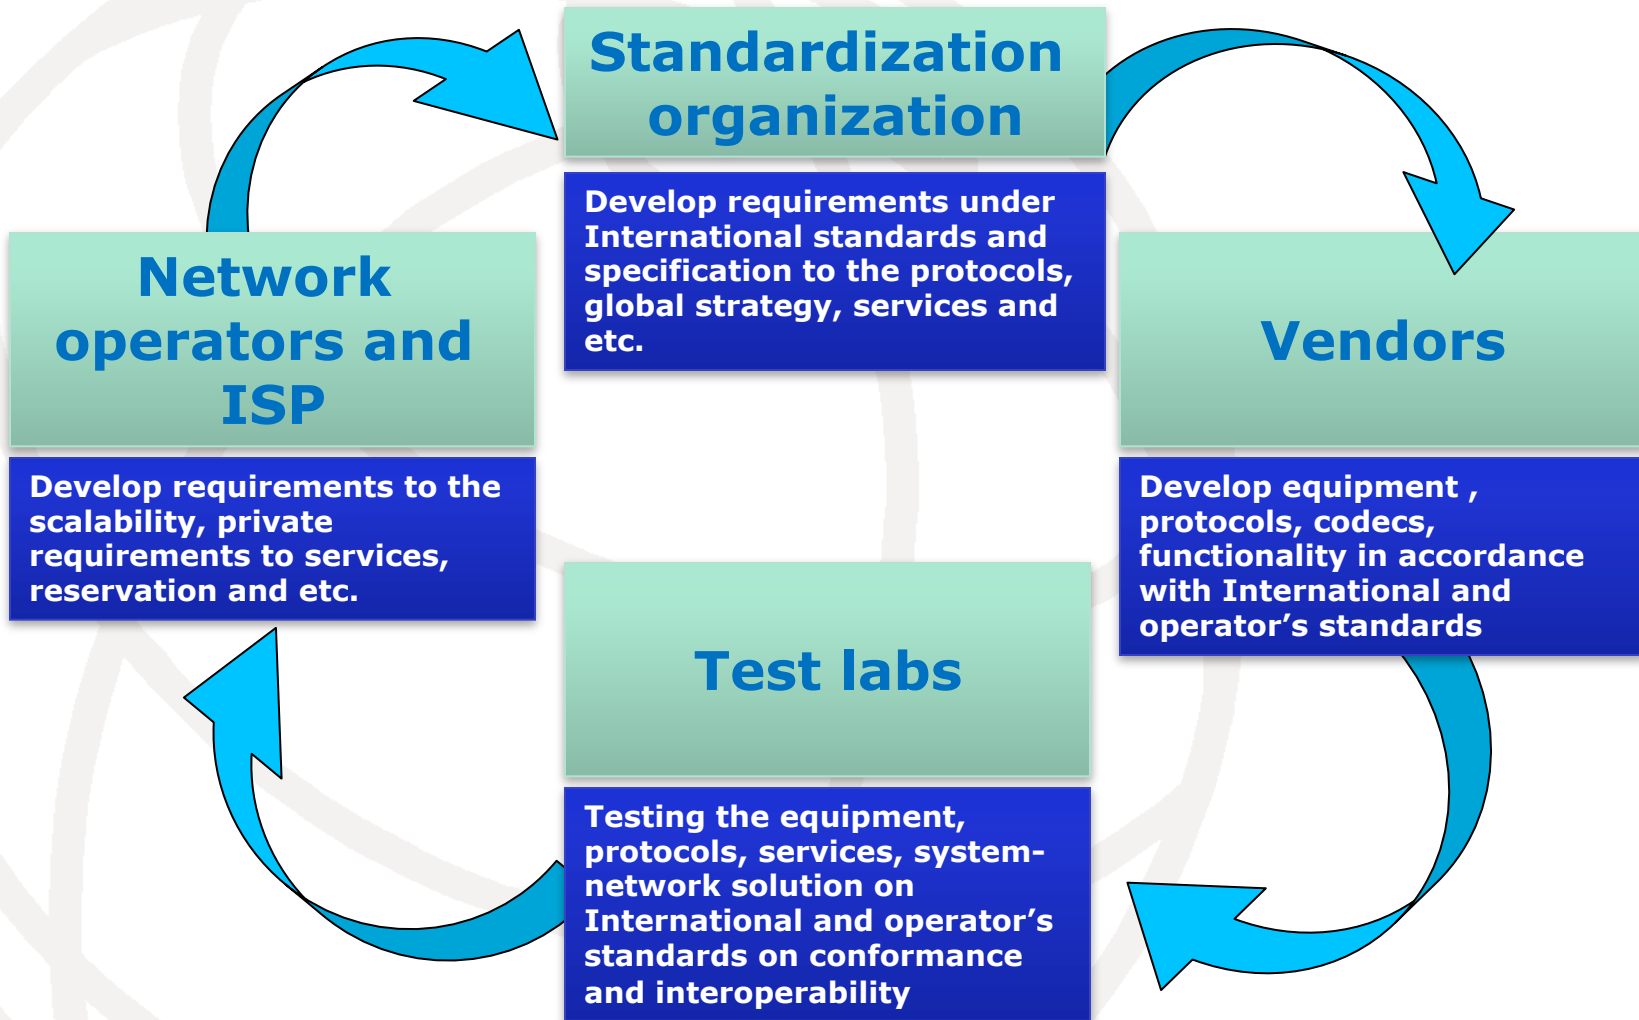 Standardization
organization
Develop requirements under
International standards and
specification to the protocols,
global strategy, services and
etc.
Network
operators and
ISP
Develop requirements to the
scalability, private
requirements to services,
reservation and etc.
Vendors
Develop equipment ,
protocols, codecs,
functionality in accordance
with International and
operator’s standards
Test labs
Testing the equipment,
protocols, services, system-
network solution on
International and operator’s
standards on conformance
and interoperability